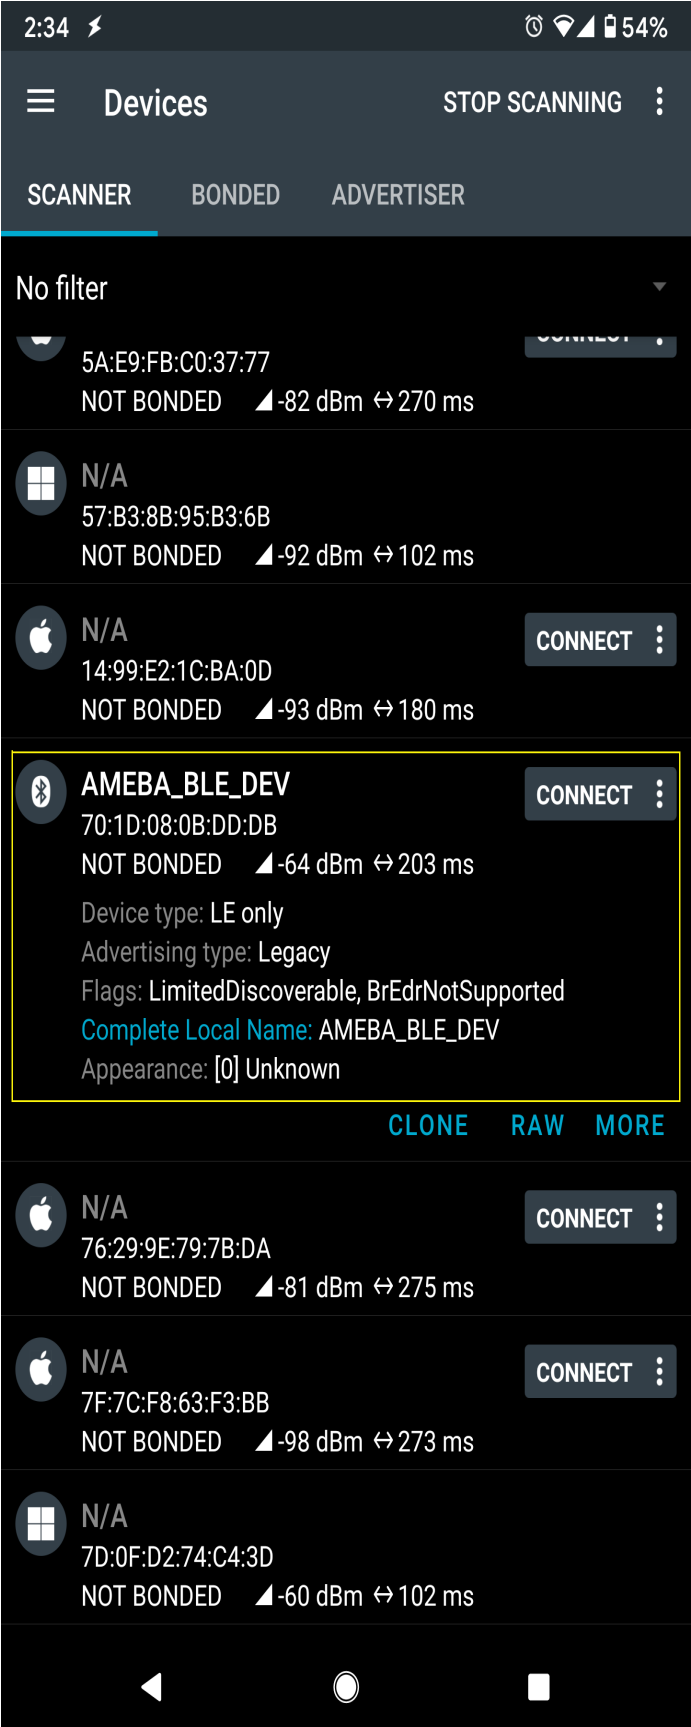 2:34 54%
Devices STOP SCANNING
SCANNER BONDED ADVERTISER
No filter
CONNECT
5A:E9:FB:C0:37:77
NOT BONDED -82 dBm 270 ms
N/A
57:B3:8B:95:B3:6B
NOT BONDED -92 dBm 102 ms
N/A
CONNECT
14:99:E2:1C:BA:0D
NOT BONDED -93 dBm 180 ms
AMEBA_BLE_DEV
CONNECT
70:1D:08:0B:DD:DB
NOT BONDED -64 dBm 203 ms
Device type: LE only
Advertising type: Legacy
Flags: LimitedDiscoverable, BrEdrNotSupported
Complete Local Name: AMEBA_BLE_DEV
Appearance: [0] Unknown
CLONE RAW MORE
N/A
CONNECT
76:29:9E:79:7B:DA
NOT BONDED -81 dBm 275 ms
N/A
CONNECT
7F:7C:F8:63:F3:BB
NOT BONDED -98 dBm 273 ms
N/A
7D:0F:D2:74:C4:3D
NOT BONDED -60 dBm 102 ms